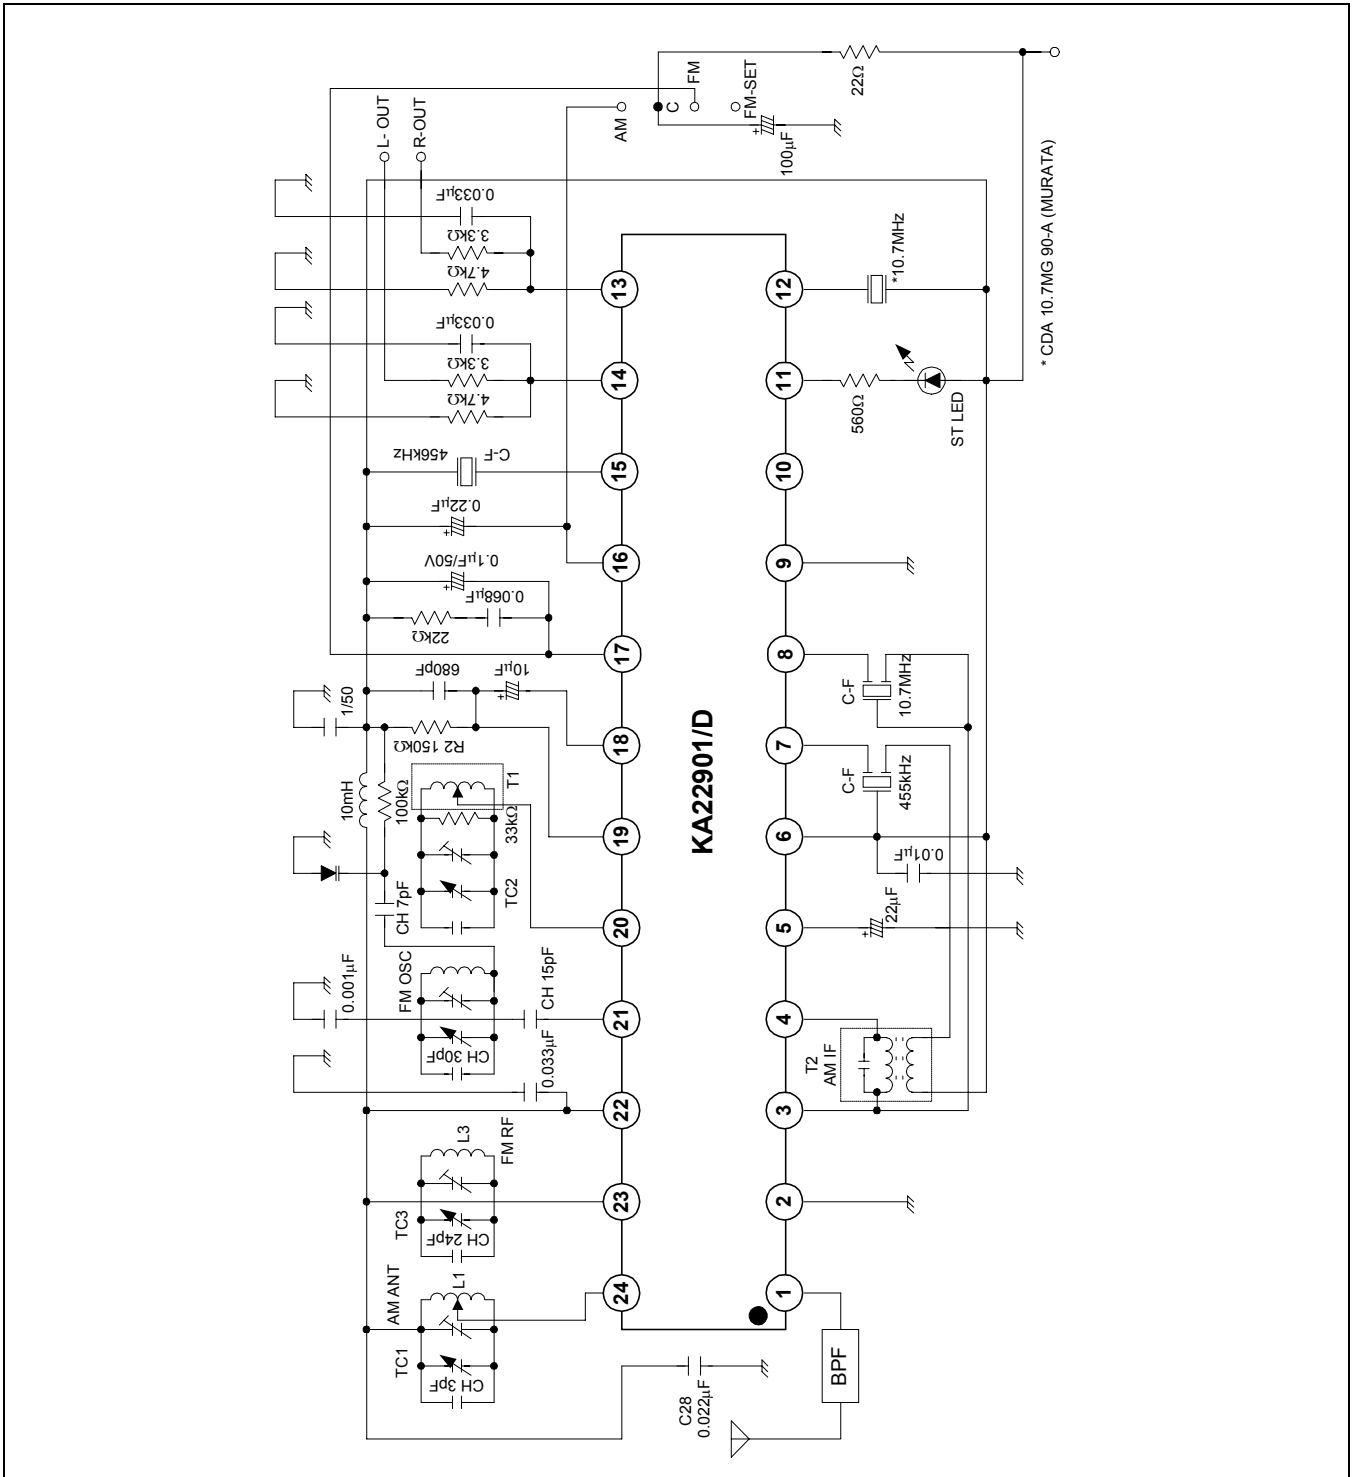 FM
22Ω
L- OUT
R-OUT
AM
C
FM-SET
100µF
0.033µF
3.3kΩ
4.7kΩ
0.033µF
3.3kΩ
4.7kΩ
* CDA 10.7MG 90-A (MURATA)
13
12
*10.7MHz
14
11
560Ω
ST LED
456kHz
C-F
15
10
0.22µF
16
9
0.1µF/50V
0.068µF
22kΩ
17
8
C-F
10.7MHz
680pF
10µF
1/50
R2 150kΩ
18
KA22901/D
7
C-F
455kHz
10mH
100kΩ
T1
33kΩ
19
6
0.01µF
CH 7pF
TC2
20
5
22µF
0.001µF
FM OSC
CH 15pF
21
4
CH 30pF
0.033µF
T2
AM IF
22
3
L3
FM RF
TC3
23
2
CH 24pF
AM ANT
L1
24
1
TC1
CH 3pF
BPF
C28
0.022µF